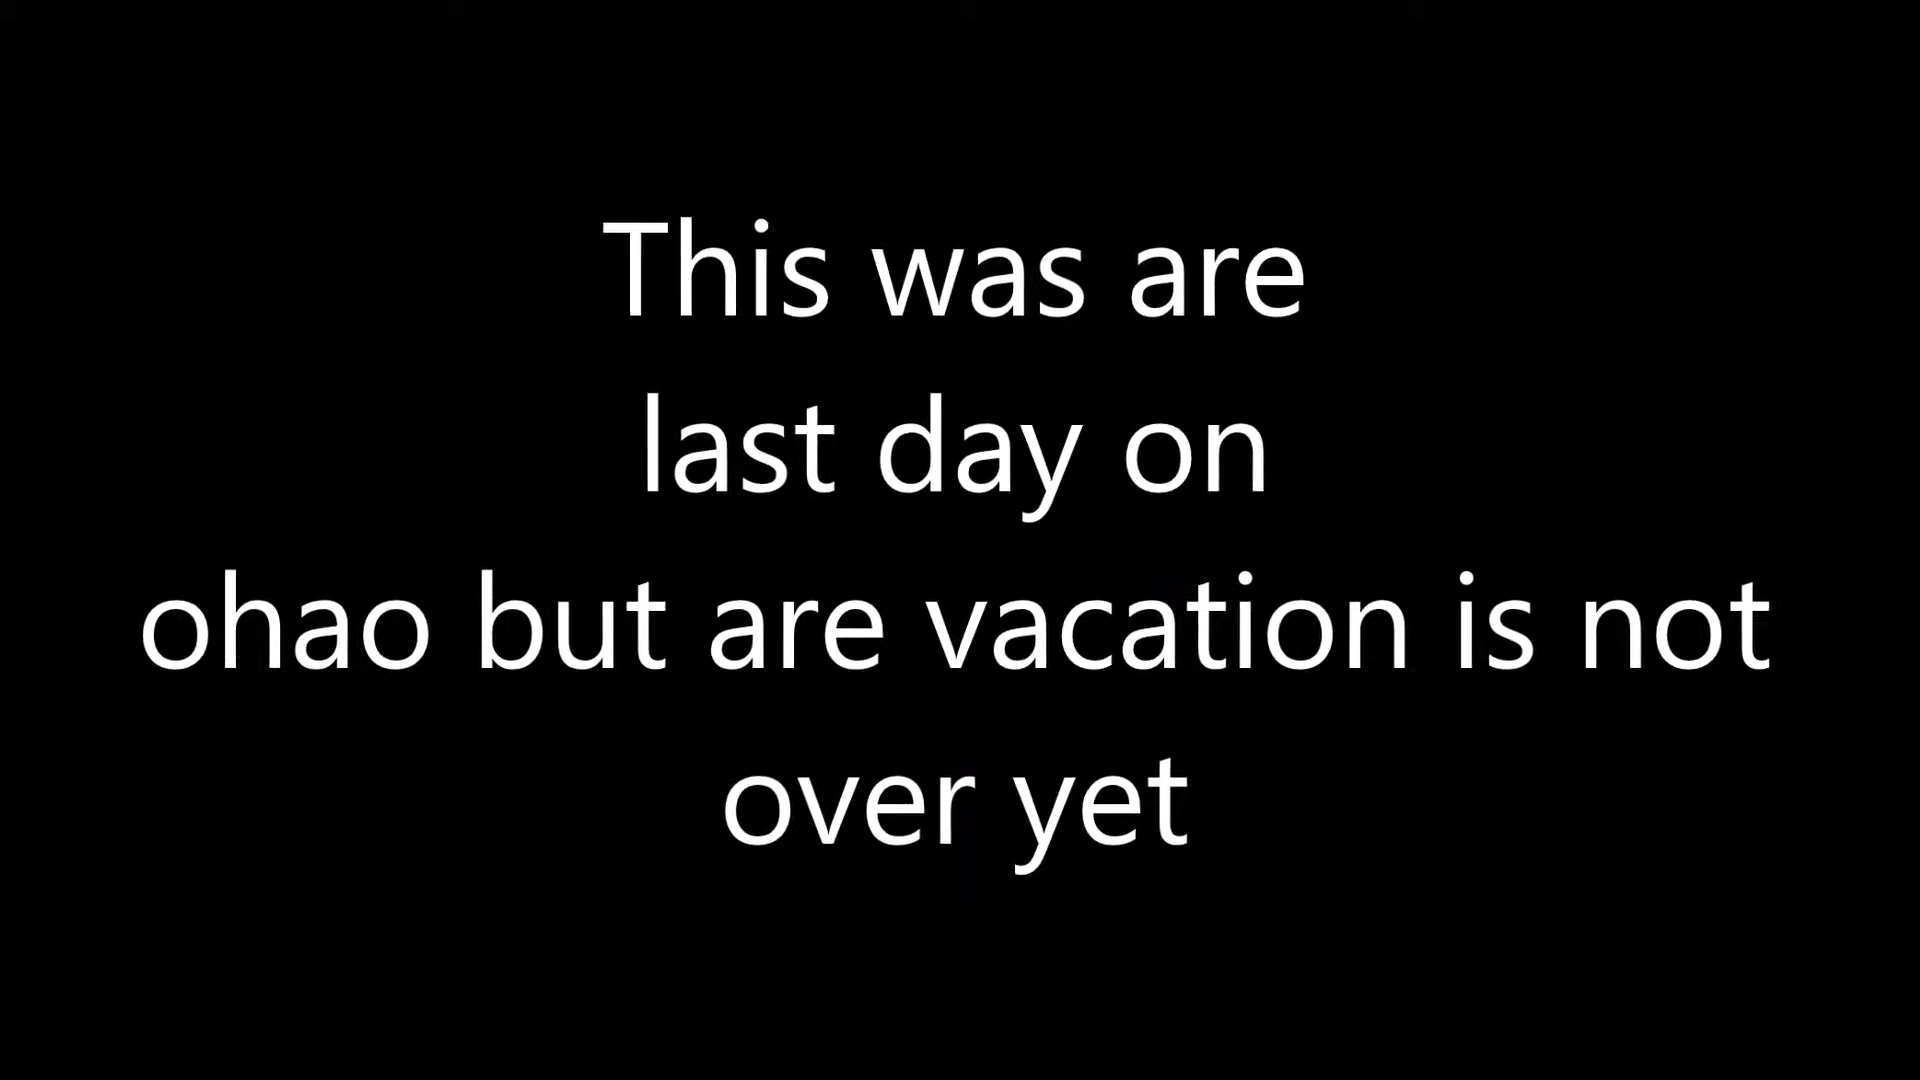 This was are
last day on
ohao but are vacation is not
over yet